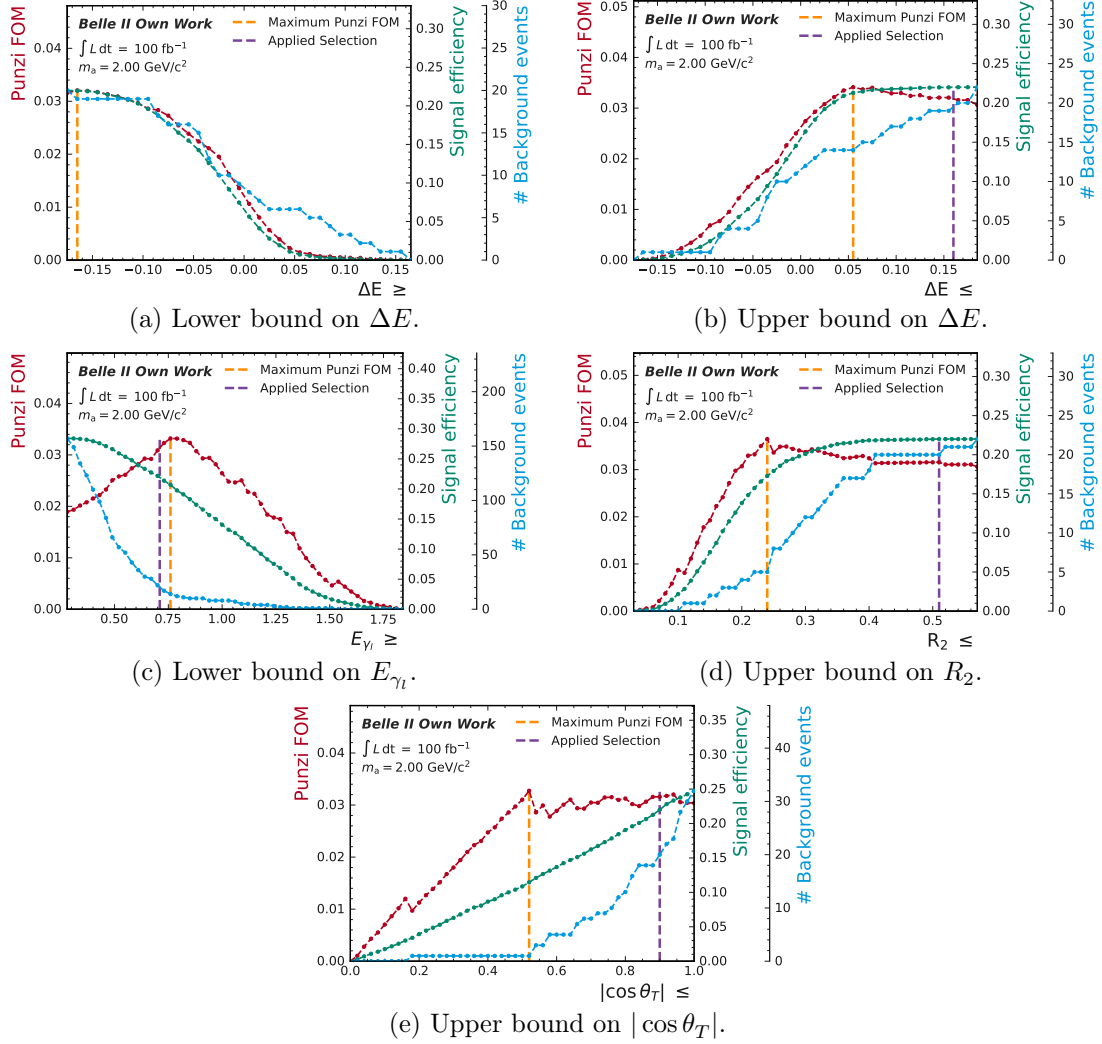 Belle II Own Work
∫ L dt = 100 fb⁻¹
mₐ = 2.00 GeV/c²
Maximum Punzi FOM
Applied Selection
Punzi FOM
0.04
0.03
0.02
0.01
0.00
Signal efficiency
0.30
0.25
0.20
0.15
0.10
0.05
0.00
# Background events
30
25
20
15
10
5
0
−0.15 −0.10 −0.05 0.00 0.05 0.10 0.15
ΔE ≥
(a) Lower bound on ΔE.
Belle II Own Work
∫ L dt = 100 fb⁻¹
mₐ = 2.00 GeV/c²
Maximum Punzi FOM
Applied Selection
Punzi FOM
0.05
0.04
0.03
0.02
0.01
0.00
Signal efficiency
0.30
0.25
0.20
0.15
0.10
0.05
0.00
# Background events
30
20
10
0
−0.15 −0.10 −0.05 0.00 0.05 0.10 0.15
ΔE ≤
(b) Upper bound on ΔE.
Belle II Own Work
∫ L dt = 100 fb⁻¹
mₐ = 2.00 GeV/c²
Maximum Punzi FOM
Applied Selection
Punzi FOM
0.04
0.03
0.02
0.01
0.00
Signal efficiency
0.40
0.35
0.30
0.25
0.20
0.15
0.10
0.05
0.00
# Background events
200
150
100
50
0
0.50 0.75 1.00 1.25 1.50 1.75
E_γₗ ≥
(c) Lower bound on E_γₗ.
Belle II Own Work
∫ L dt = 100 fb⁻¹
mₐ = 2.00 GeV/c²
Maximum Punzi FOM
Applied Selection
Punzi FOM
0.05
0.04
0.03
0.02
0.01
0.00
Signal efficiency
0.30
0.25
0.20
0.15
0.10
0.05
0.00
# Background events
30
20
10
0
0.1 0.2 0.3 0.4 0.5
R₂ ≤
(d) Upper bound on R₂.
Belle II Own Work
∫ L dt = 100 fb⁻¹
mₐ = 2.00 GeV/c²
Maximum Punzi FOM
Applied Selection
Punzi FOM
0.04
0.03
0.02
0.01
0.00
Signal efficiency
0.35
0.30
0.25
0.20
0.15
0.10
0.05
0.00
# Background events
40
30
20
10
0
0.0 0.2 0.4 0.6 0.8 1.0
|cos θ_T| ≤
(e) Upper bound on | cos θ_T|.